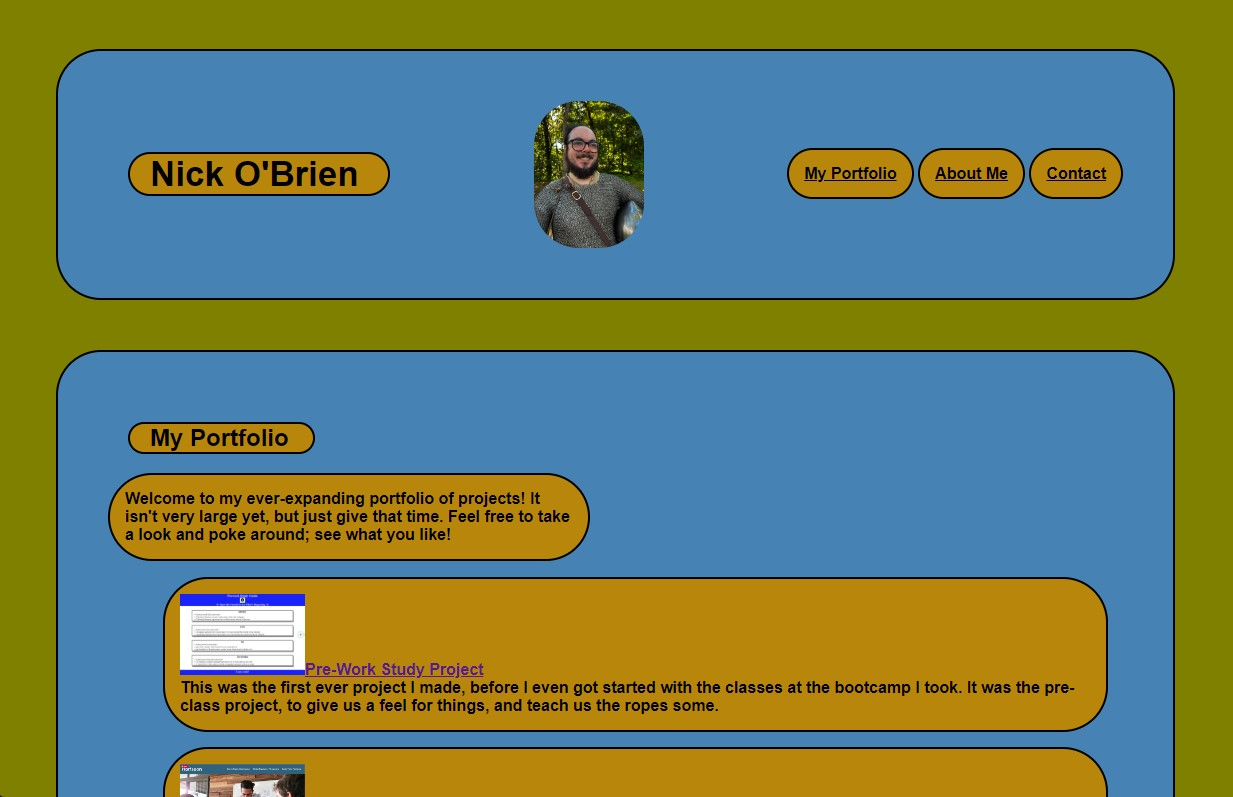 Nick O'Brien
My Portfolio
About Me
Contact
My Portfolio
Welcome to my ever-expanding portfolio of projects! It
isn't very large yet, but just give that time. Feel free to take
a look and poke around; see what you like!
Pre-Work Study Project
This was the first ever project I made, before I even got started with the classes at the bootcamp I took. It was the pre-
class project, to give us a feel for things, and teach us the ropes some.